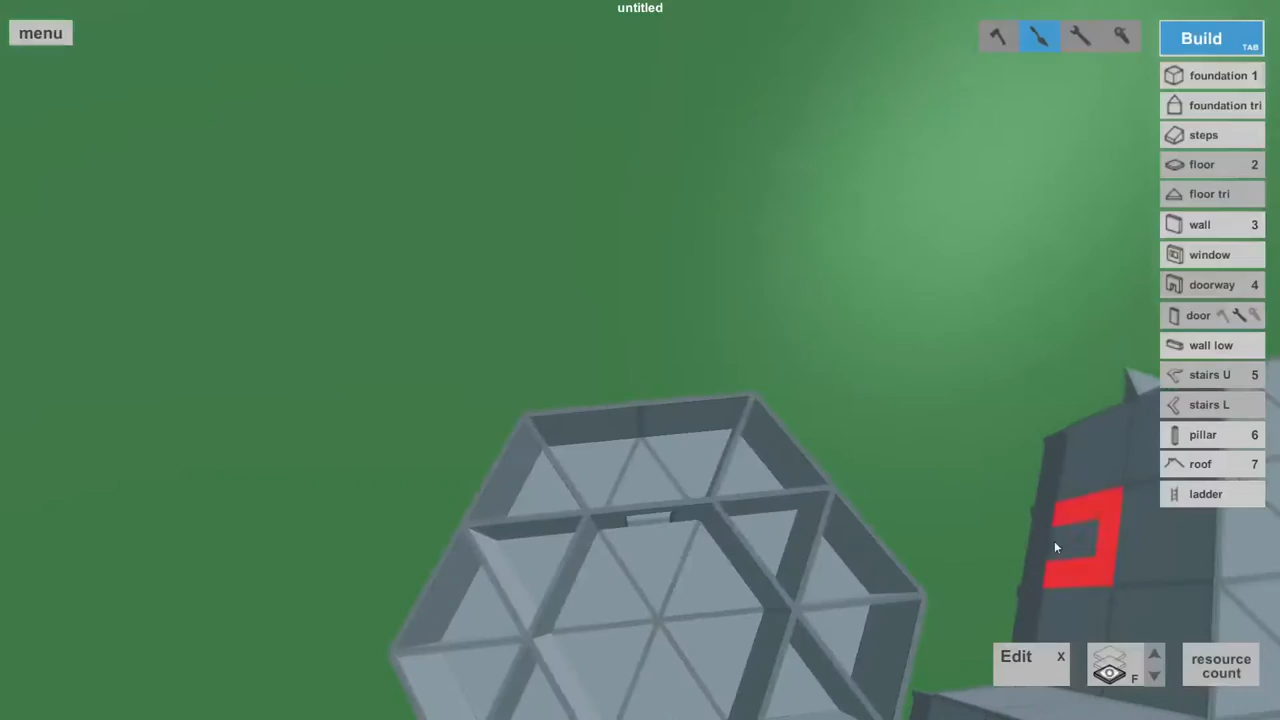 untitled
menu
Build
TAB
foundation 1
foundation tri
steps
floor 2
floor tri
wall 3
window
doorway 4
door
wall low
stairs U 5
stairs L
pillar 6
roof 7
ladder
Edit X
F
resource
count